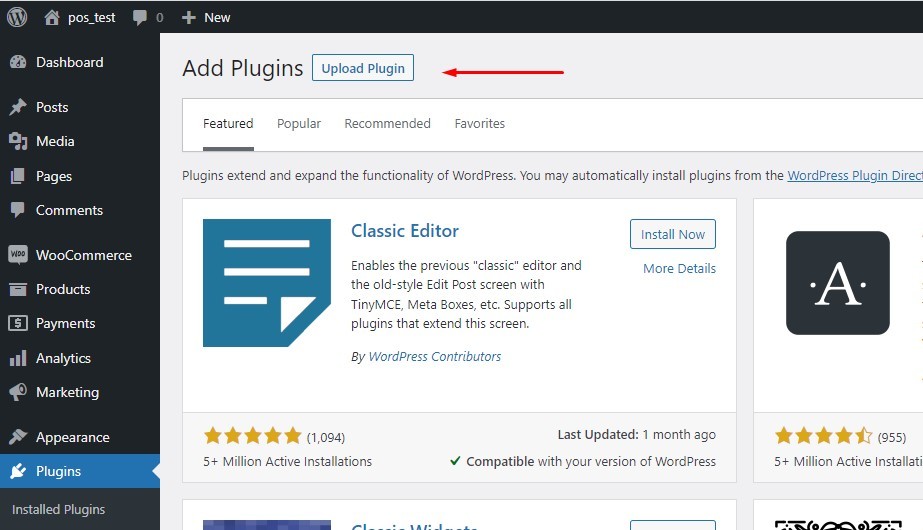 pos_test 0 New
Dashboard
Posts
Media
Pages
Comments
WooCommerce
Products
Payments
Analytics
Marketing
Appearance
Plugins
Installed Plugins
Add Plugins Upload Plugin
Featured Popular Recommended Favorites
Plugins extend and expand the functionality of WordPress. You may automatically install plugins from the WordPress Plugin Direct
Classic Editor
Install Now
More Details
Enables the previous "classic" editor and
the old-style Edit Post screen with
TinyMCE, Meta Boxes, etc. Supports all
plugins that extend this screen.
By WordPress Contributors
(1,094)
5+ Million Active Installations
Last Updated: 1 month ago
Compatible with your version of WordPress
·A·
(955)
5+ Million Active Installati
Classic Widgets